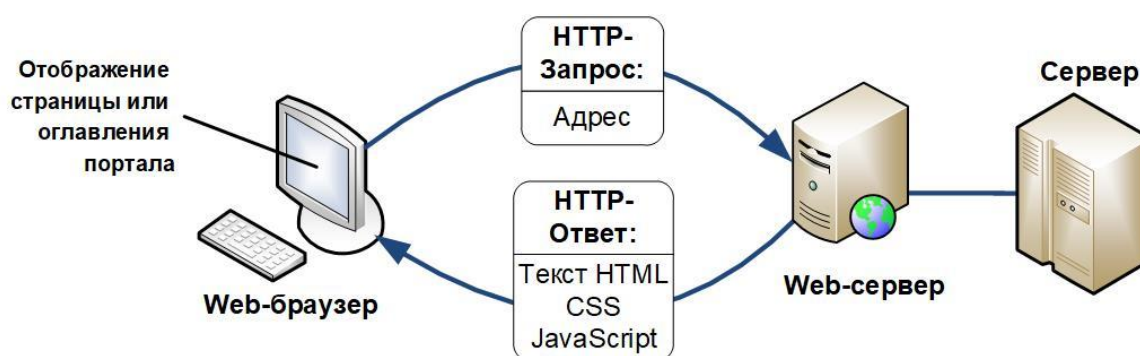 Отображение
страницы или
оглавления
портала
Web-браузер
HTTP-
Запрос:
Адрес
HTTP-
Ответ:
Текст HTML
CSS
JavaScript
Web-сервер
Сервер